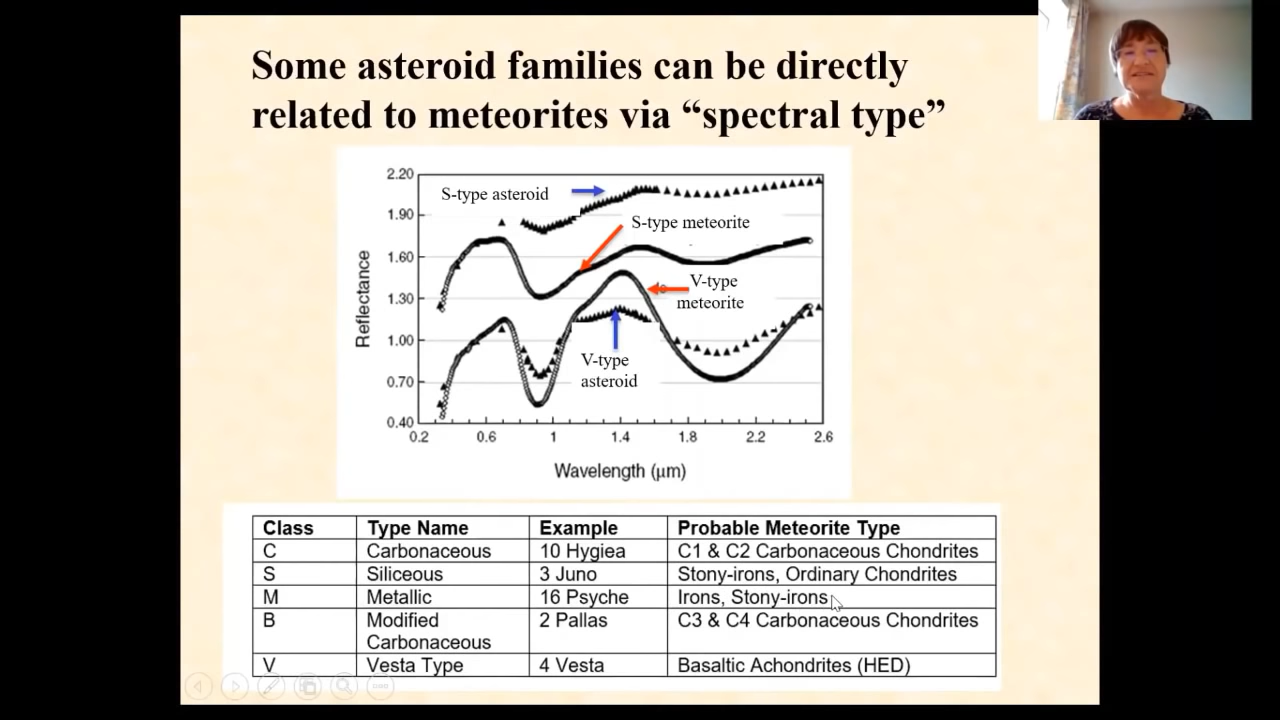 Some asteroid families can be directly
related to meteorites via “spectral type”
2.20
1.90
1.60
1.30
1.00
0.70
0.40
Reflectance
S-type asteroid
S-type meteorite
V-type
meteorite
V-type
asteroid
0.2 0.6 1 1.4 1.8 2.2 2.6
Wavelength (μm)
Class Type Name Example Probable Meteorite Type
C Carbonaceous 10 Hygiea C1 & C2 Carbonaceous Chondrites
S Siliceous 3 Juno Stony-irons, Ordinary Chondrites
M Metallic 16 Psyche Irons, Stony-irons
B Modified 2 Pallas C3 & C4 Carbonaceous Chondrites
Carbonaceous
V Vesta Type 4 Vesta Basaltic Achondrites (HED)